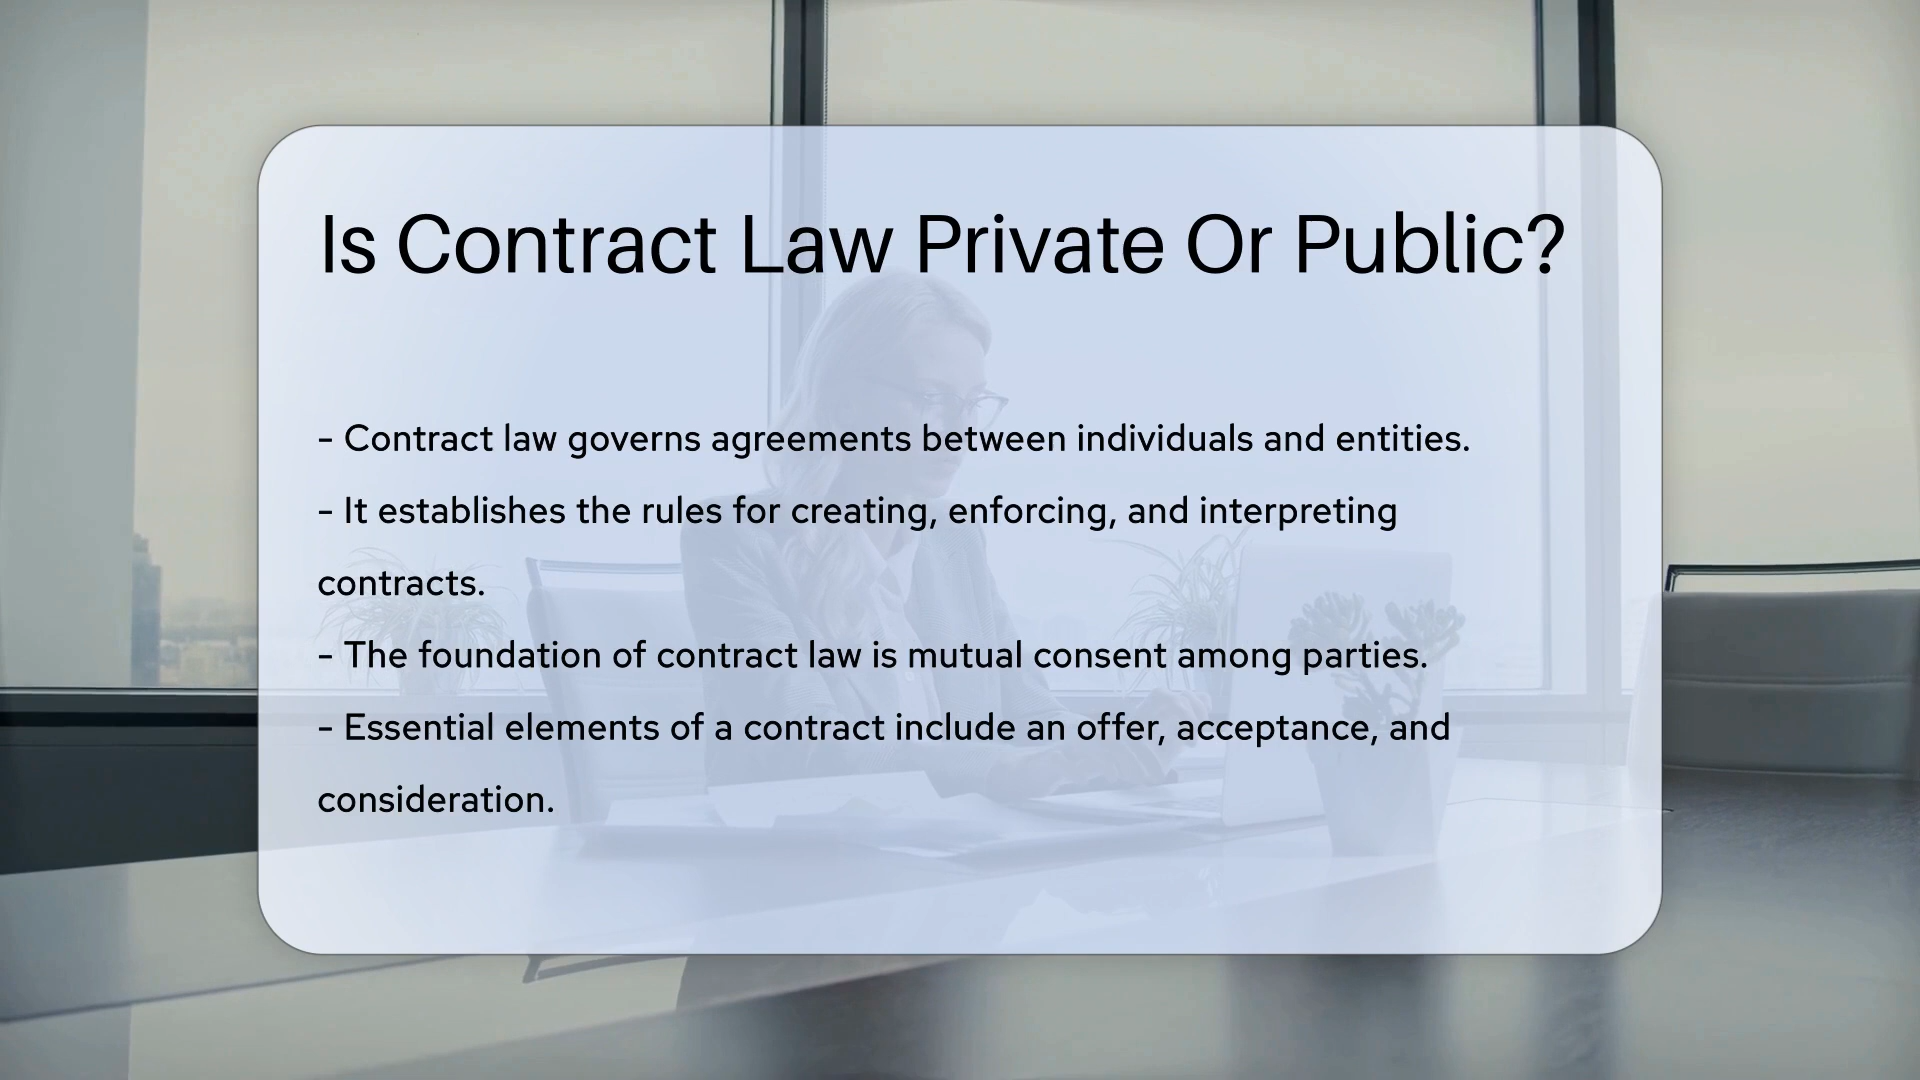 Is Contract Law Private Or Public?
- Contract law governs agreements between individuals and entities.
- It establishes the rules for creating, enforcing, and interpreting
contracts.
- The foundation of contract law is mutual consent among parties.
- Essential elements of a contract include an offer, acceptance, and
consideration.